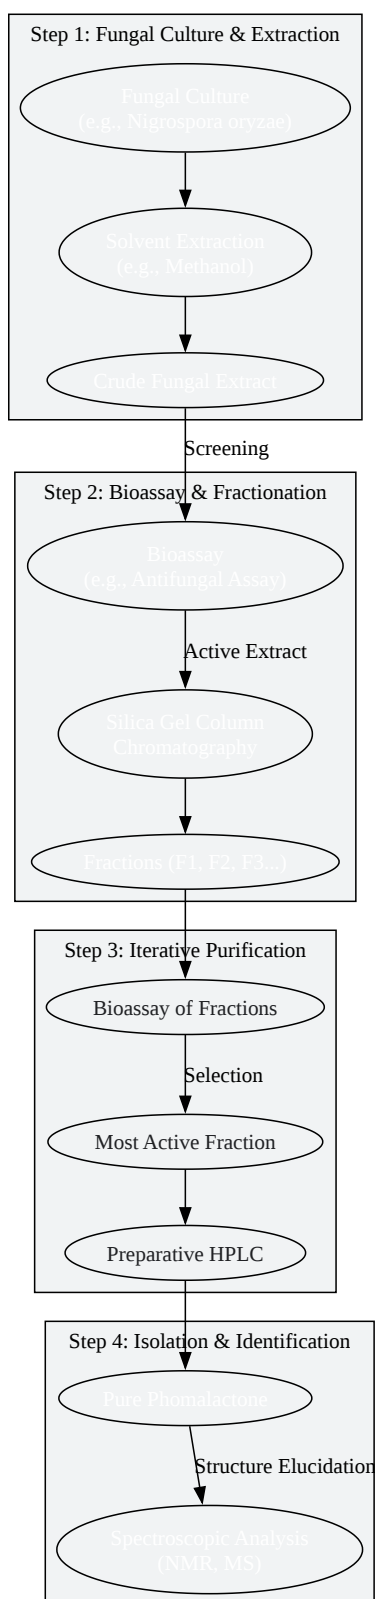 Step 1: Fungal Culture & Extraction
Fungal Culture
(e.g., Nigrospora oryzae)
Solvent Extraction
(e.g., Methanol)
Crude Fungal Extract
Screening
Step 2: Bioassay & Fractionation
Bioassay
(e.g., Antifungal Assay)
Active Extract
Silica Gel Column
Chromatography
Fractions (F1, F2, F3...)
Step 3: Iterative Purification
Bioassay of Fractions
Selection
Most Active Fraction
Preparative HPLC
Step 4: Isolation & Identification
Pure Phomalactone
Structure Elucidation
Spectroscopic Analysis
(NMR, MS)